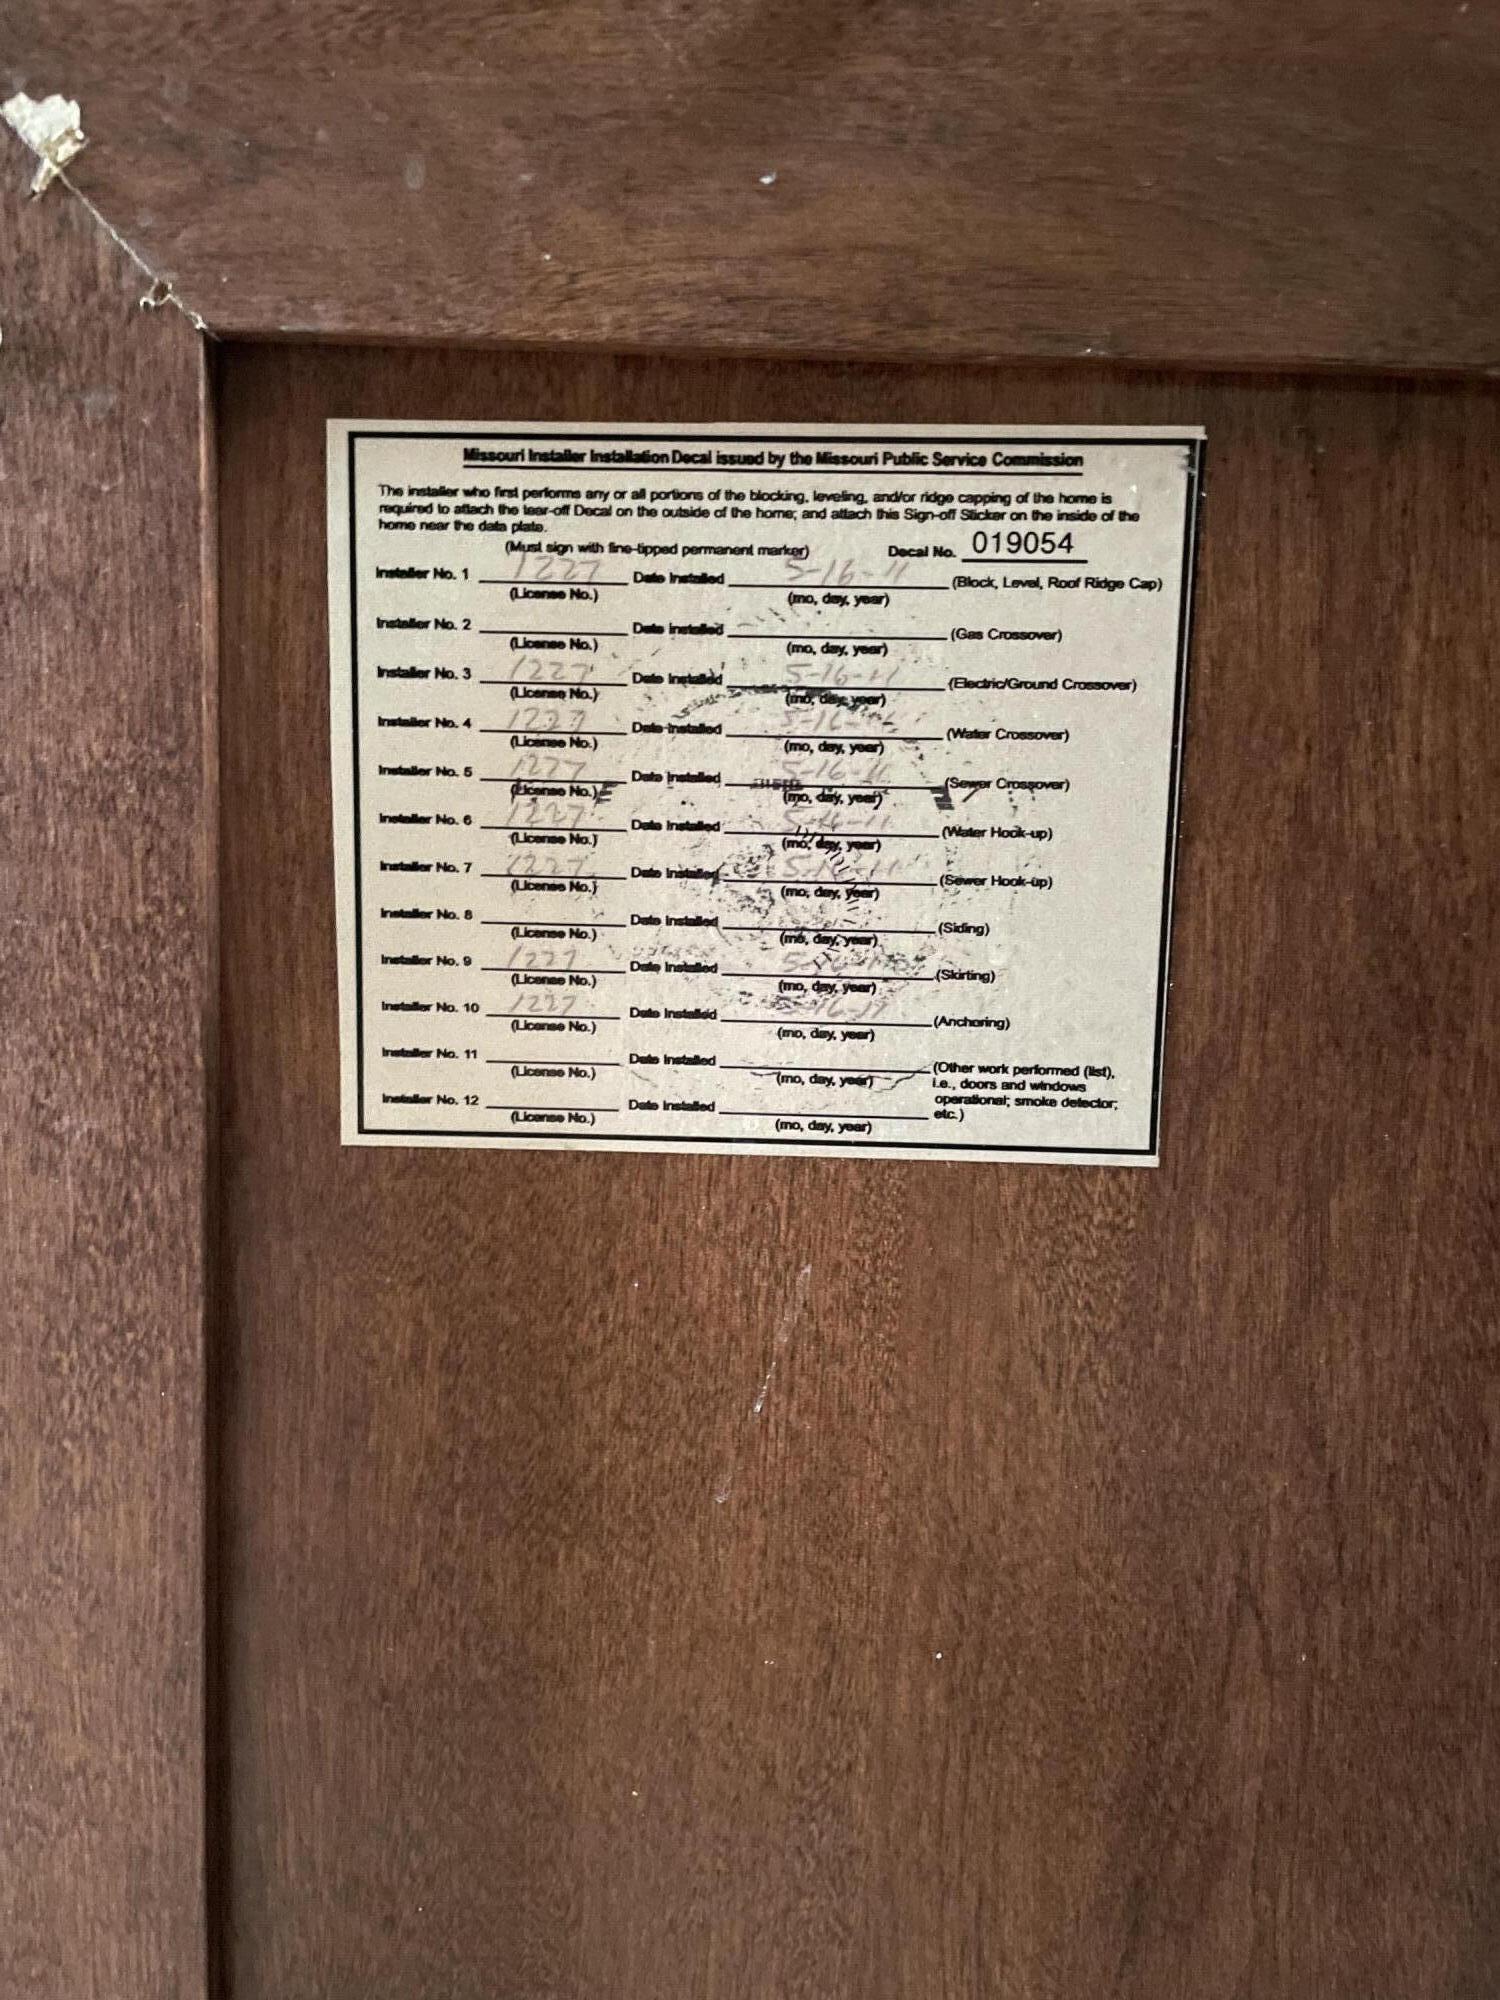 Missouri Installer Installation Decal issued by the Missouri Public Service Commission
The installer who first performs any or all portions of the blocking, leveling, and/or ridge capping of the home is
required to attach the tear-off Decal on the outside of the home; and attach this Sign-off Sticker on the inside of the
home near the data plate.
(Must sign with fine-tipped permanent marker) Decal No. 019054
Installer No. 1 1227 Date Installed 5-16-11 (Block, Level, Roof Ridge Cap)
(License No.) (mo, day, year)
Installer No. 2 Date Installed (Gas Crossover)
(License No.) (mo, day, year)
Installer No. 3 1227 Date Installed 5-16-11 (Electric/Ground Crossover)
(License No.) (mo, day, year)
Installer No. 4 1227 Date Installed (Water Crossover)
(License No.) (mo, day, year)
Installer No. 5 1227 Date Installed 5-16-11 (Sewer Crossover)
(License No.) (mo, day, year)
Installer No. 6 1227 Date Installed 5-16-11 (Water Hook-up)
(License No.) (mo, day, year)
Installer No. 7 1227 Date Installed (Sewer Hook-up)
(License No.) (mo, day, year)
Installer No. 8 Date Installed (Siding)
(License No.) (mo, day, year)
Installer No. 9 1227 Date Installed (Skirting)
(License No.) (mo, day, year)
Installer No. 10 1227 Date Installed (Anchoring)
(License No.) (mo, day, year)
Installer No. 11 Date Installed (Other work performed (list),
(License No.) (mo, day, year) i.e., doors and windows
Installer No. 12 Date Installed operational; smoke detector;
(License No.) (mo, day, year) etc.)